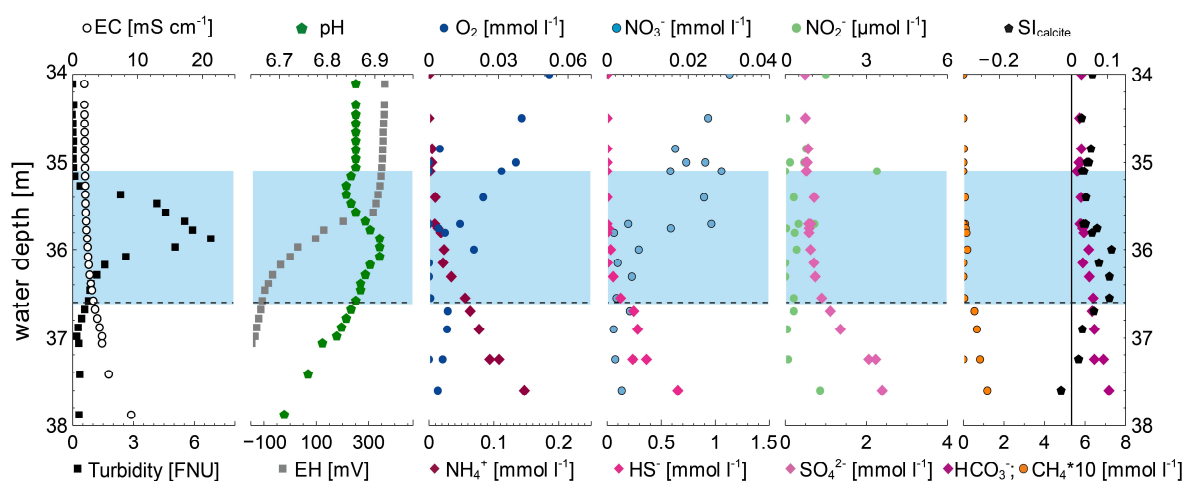 EC [mS cm⁻¹] pH O₂ [mmol l⁻¹] NO₃⁻ [mmol l⁻¹] NO₂⁻ [µmol l⁻¹] SIcalcite
0 7 14 21 6.7 6.8 6.9 0 0.03 0.06 0 0.02 0.04 0 3 6 −0.2 0 0.1
34 34
35 35
36 36
37 37
38 38
water depth [m]
0 3 6 −100 100 300 0 0.1 0.2 0 0.5 1 1.5 0 2 4 0 2 4 6 8
Turbidity [FNU] EH [mV] NH₄⁺ [mmol l⁻¹] HS⁻ [mmol l⁻¹] SO₄²⁻ [mmol l⁻¹] HCO₃⁻; CH₄*10 [mmol l⁻¹]